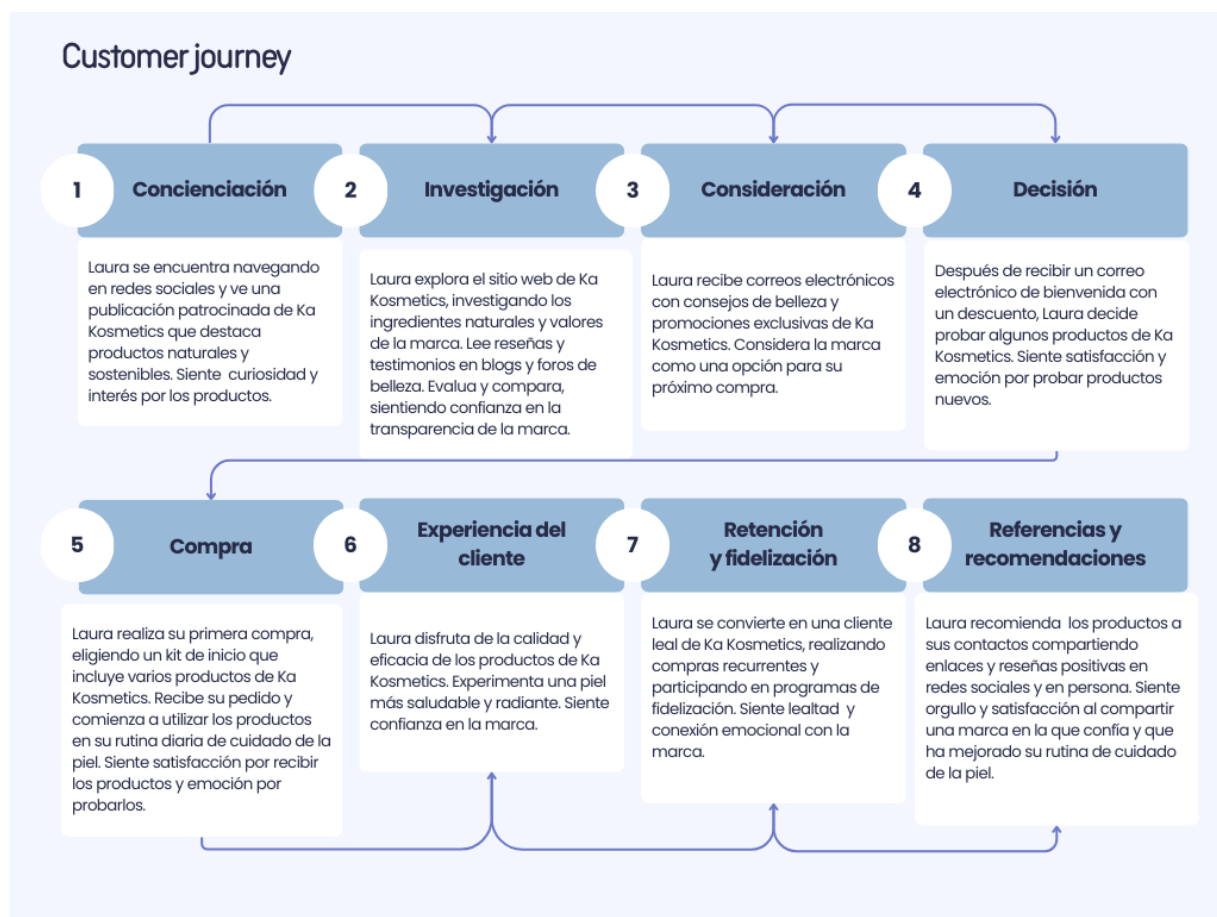 Customer journey
1
Concienciación
Laura se encuentra navegando
en redes sociales y ve una
publicación patrocinada de Ka
Kosmetics que destaca
productos naturales y
sostenibles. Siente curiosidad y
interés por los productos.
2
Investigación
Laura explora el sitio web de Ka
Kosmetics, investigando los
ingredientes naturales y valores
de la marca. Lee reseñas y
testimonios en blogs y foros de
belleza. Evalua y compara,
sientiendo confianza en la
transparencia de la marca.
3
Consideración
Laura recibe correos electrónicos
con consejos de belleza y
promociones exclusivas de Ka
Kosmetics. Considera la marca
como una opción para su
próximo compra.
4
Decisión
Después de recibir un correo
electrónico de bienvenida con
un descuento, Laura decide
probar algunos productos de Ka
Kosmetics. Siente satisfacción y
emoción por probar productos
nuevos.
5
Compra
Laura realiza su primera compra,
eligiendo un kit de inicio que
incluye varios productos de Ka
Kosmetics. Recibe su pedido y
comienza a utilizar los productos
en su rutina diaria de cuidado de la
piel. Siente satisfacción por recibir
los productos y emoción por
probarlos.
6
Experiencia del
cliente
Laura disfruta de la calidad y
eficacia de los productos de Ka
Kosmetics. Experimenta una piel
más saludable y radiante. Siente
confianza en la marca.
7
Retención
y fidelización
Laura se convierte en una cliente
leal de Ka Kosmetics, realizando
compras recurrentes y
participando en programas de
fidelización. Siente lealtad y
conexión emocional con la
marca.
8
Referencias y
recomendaciones
Laura recomienda los productos a
sus contactos compartiendo
enlaces y reseñas positivas en
redes sociales y en persona. Siente
orgullo y satisfacción al compartir
una marca en la que confía y que
ha mejorado su rutina de cuidado
de la piel.